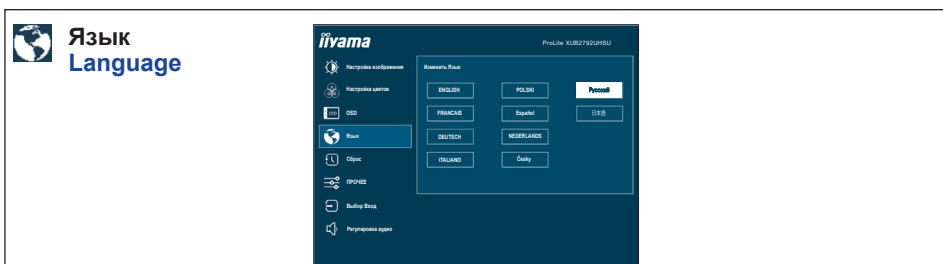 Язык
Language
iiyama
ProLite XUB2792UHSU
Настройка изображения
Настройка цветов
OSD
OSD
Язык
Сброс
ПРОЧЕЕ
Выбор Вход
Регулировка аудио
Изменить Язык
ENGLISH
POLSKI
Русский
FRANCAIS
Español
日本語
DEUTSCH
NEDERLANDS
ITALIANO
Česky